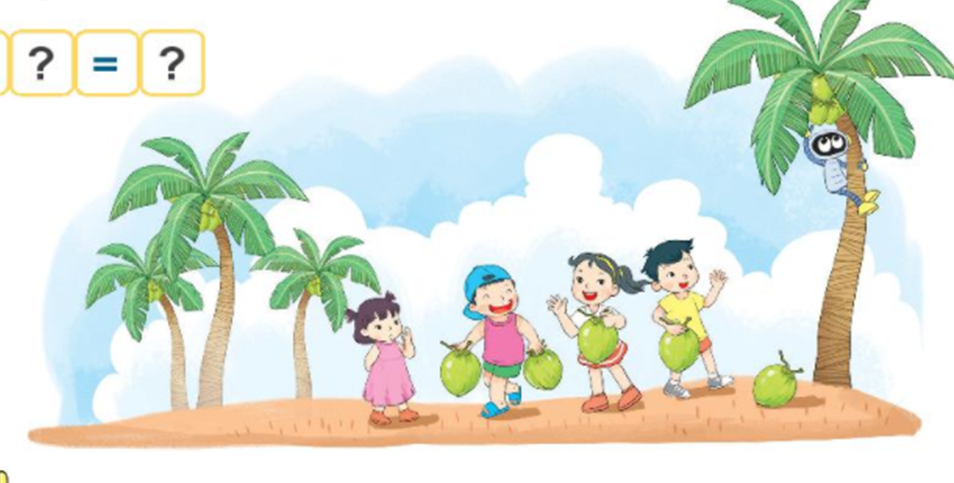 ? = ?